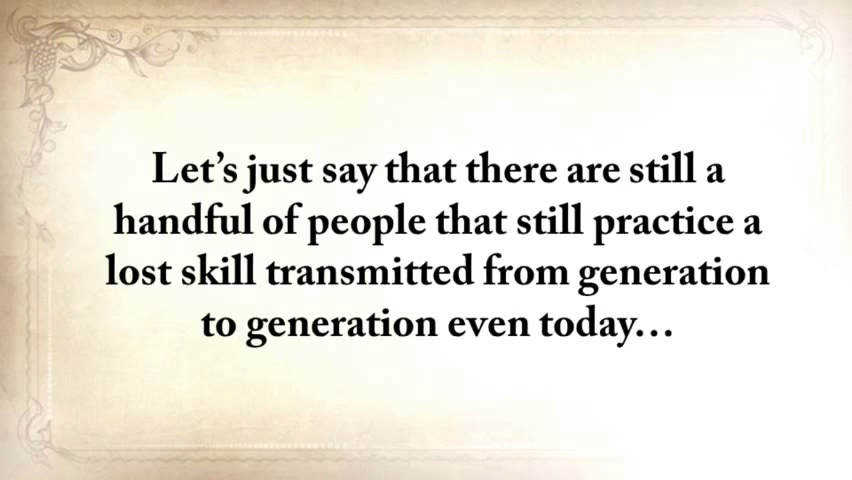 Let’s just say that there are still a
handful of people that still practice a
lost skill transmitted from generation
to generation even today…